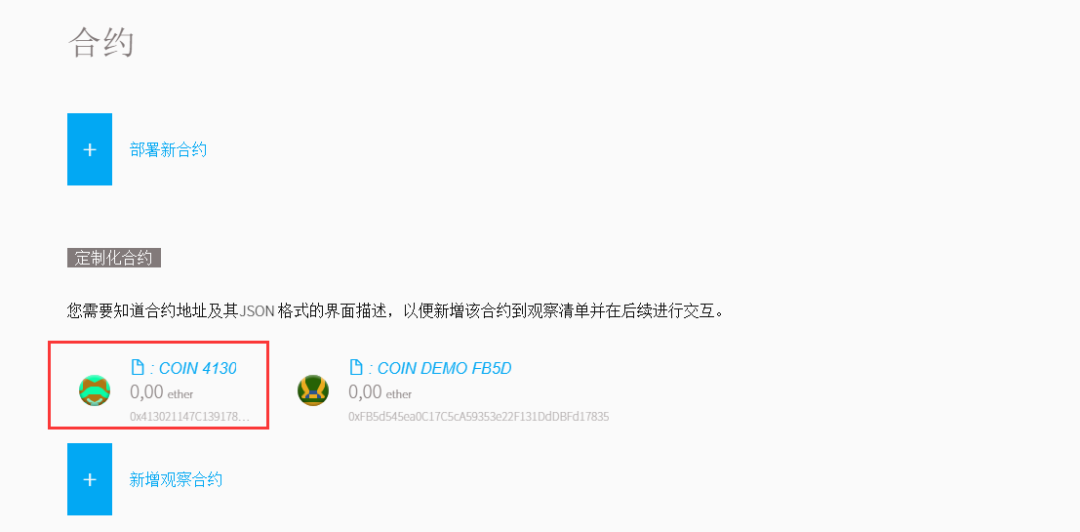 合约
+ 部署新合约
定制化合约
您需要知道合约地址及其JSON 格式的界面描述，以便新增该合约到观察清单并在后续进行交互。
: COIN 4130
0,00 ether
0x413021147C139178...
: COIN DEMO FB5D
0,00 ether
0xFB5d545ea0C17C5cA59353e22F131DdDBFd17835
+ 新增观察合约